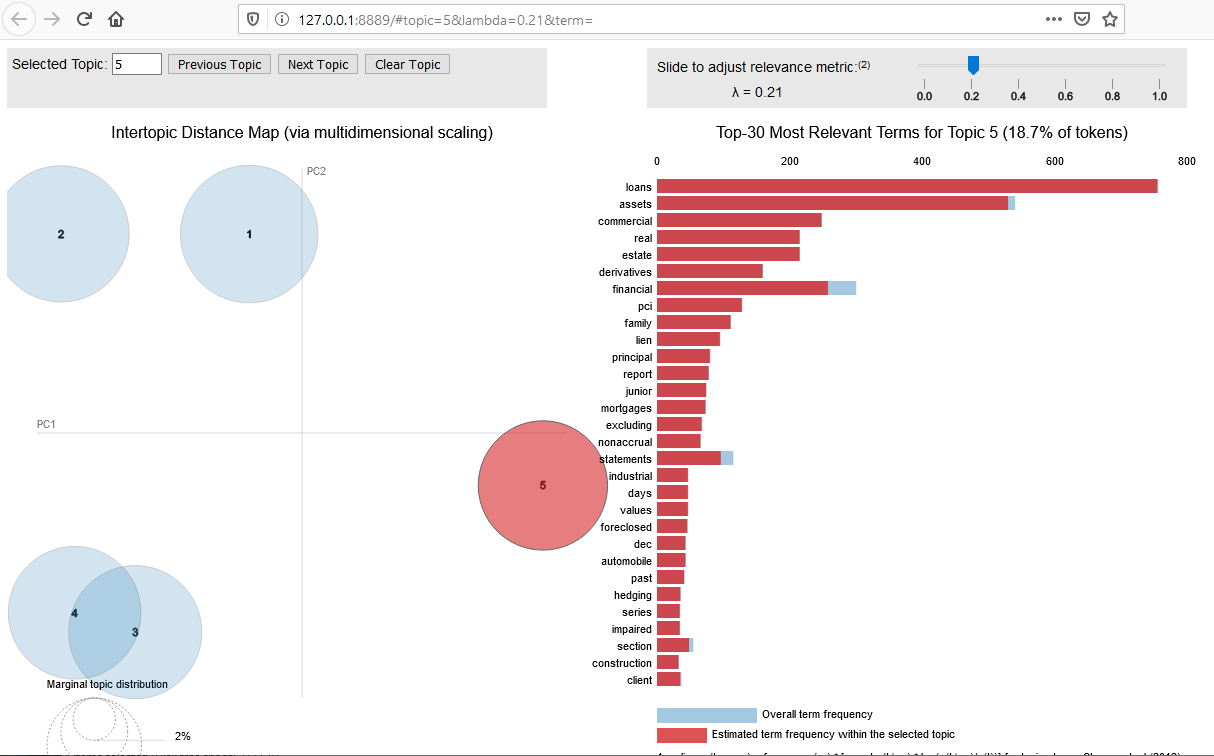 127.0.0.1:8889/#topic=5&lambda=0.21&term=
Selected Topic: 5 Previous Topic Next Topic Clear Topic
Slide to adjust relevance metric:(2)
λ = 0.21
0.0 0.2 0.4 0.6 0.8 1.0
Intertopic Distance Map (via multidimensional scaling)
PC2
2
1
PC1
5
4
3
Marginal topic distribution
2%
Top-30 Most Relevant Terms for Topic 5 (18.7% of tokens)
0 200 400 600 800
loans
assets
commercial
real
estate
derivatives
financial
pci
family
lien
principal
report
junior
mortgages
excluding
nonaccrual
statements
industrial
days
values
foreclosed
dec
automobile
past
hedging
series
impaired
section
construction
client
Overall term frequency
Estimated term frequency within the selected topic